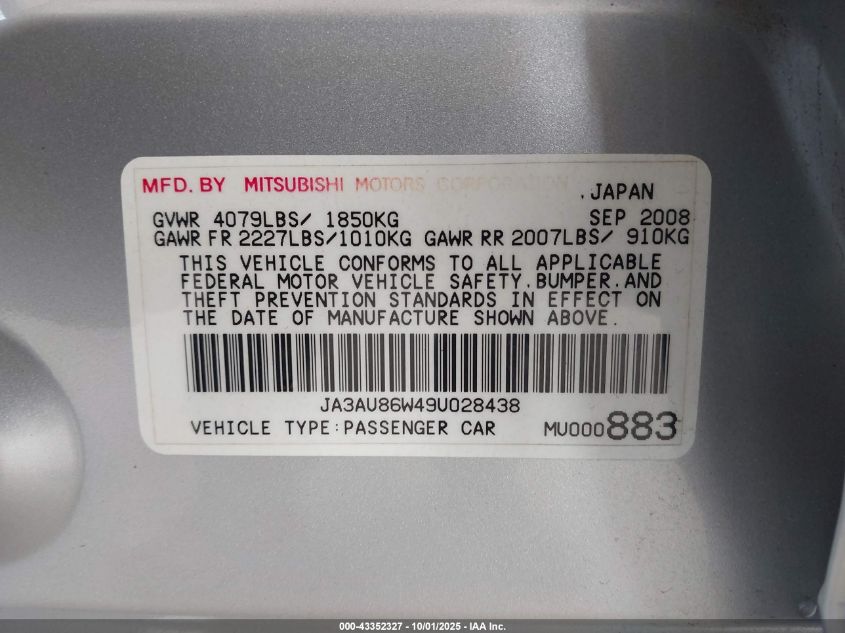 MFD. BY MITSUBISHI MOTORS CORPORATION .JAPAN
GVWR 4079LBS/ 1850KG SEP 2008
GAWR FR 2227LBS/1010KG GAWR RR 2007LBS/ 910KG
THIS VEHICLE CONFORMS TO ALL APPLICABLE
FEDERAL MOTOR VEHICLE SAFETY.BUMPER.AND
THEFT PREVENTION STANDARDS IN EFFECT ON
THE DATE OF MANUFACTURE SHOWN ABOVE.
JA3AU86W49U028438
VEHICLE TYPE:PASSENGER CAR MU000883
000-43352327 - 10/01/2025 - IAA Inc.